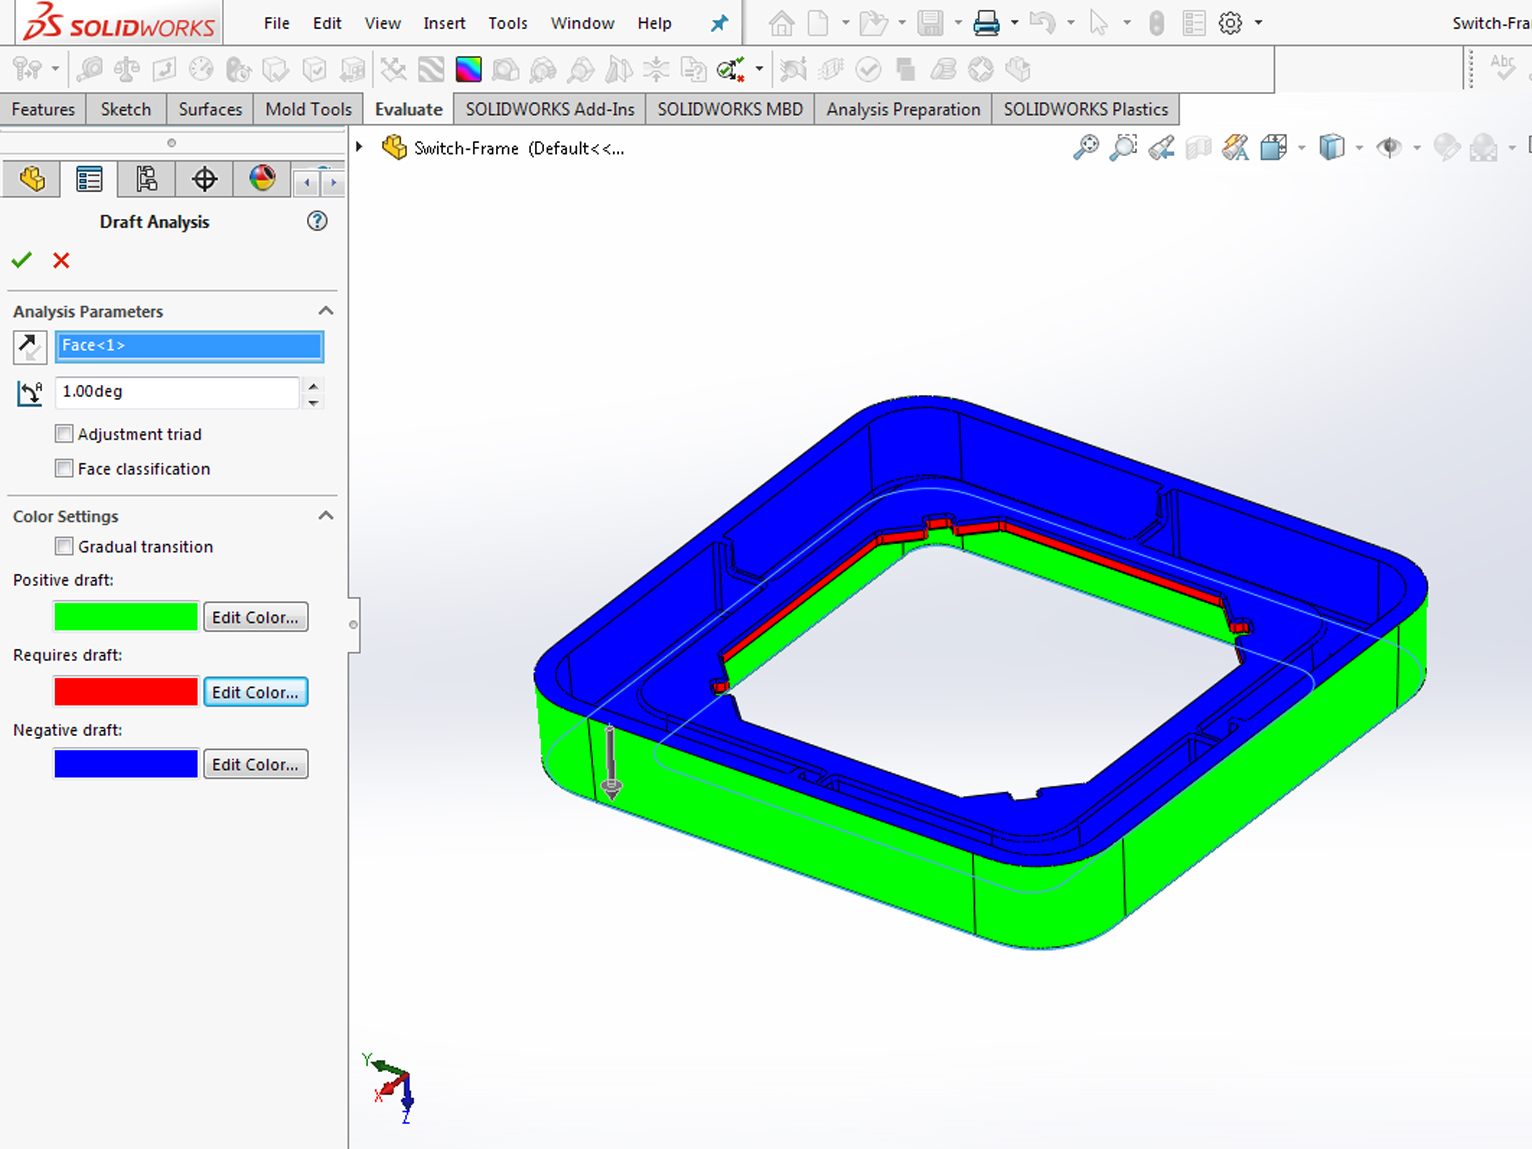 SOLIDWORKS File Edit View Insert Tools Window Help Switch-Fra
Abc
Features Sketch Surfaces Mold Tools Evaluate SOLIDWORKS Add-Ins SOLIDWORKS MBD Analysis Preparation SOLIDWORKS Plastics
Switch-Frame (Default<<...
Draft Analysis
Analysis Parameters
Face<1>
1.00deg
Adjustment triad
Face classification
Color Settings
Gradual transition
Positive draft:
Edit Color...
Requires draft:
Edit Color...
Negative draft:
Edit Color...
Y
X
Z